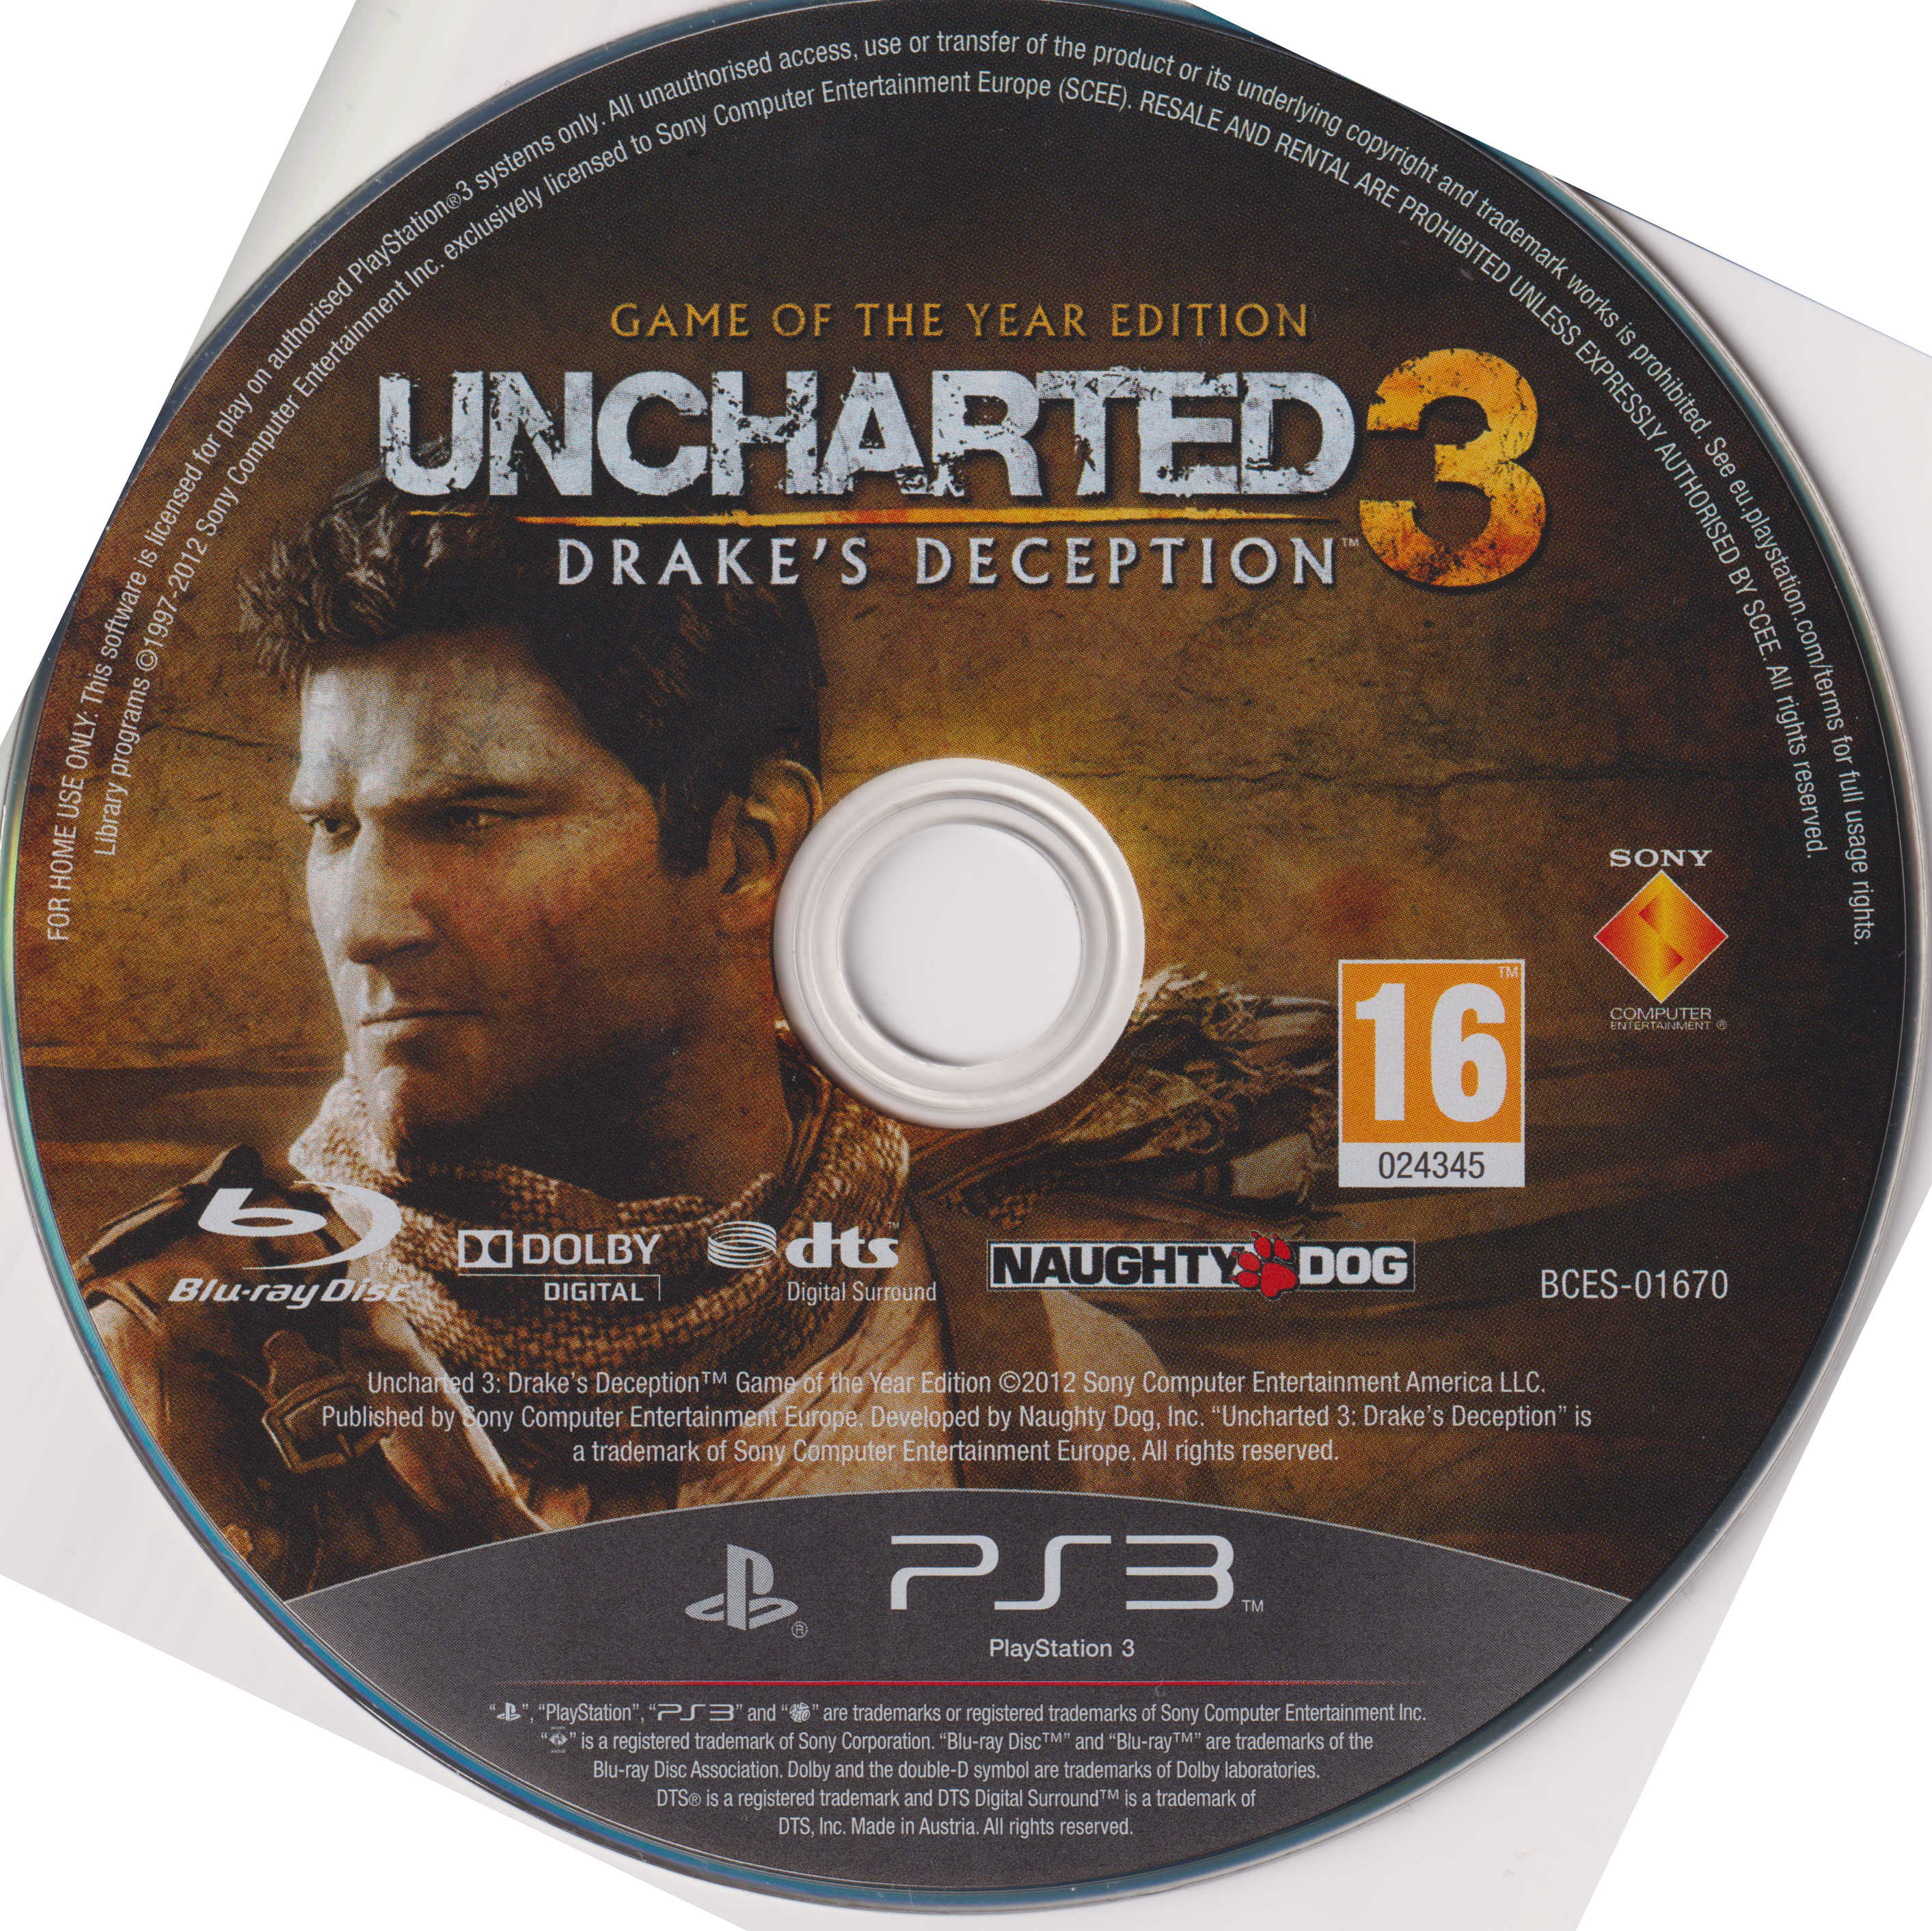 FOR HOME USE ONLY. This software is licensed for play on authorised PlayStation®3 systems only. All unauthorised access, use or transfer of the product or its underlying copyright and trademark works is prohibited. See eu.playstation.com/terms for full usage rights.
Library programs ©1997-2012 Sony Computer Entertainment Inc. exclusively licensed to Sony Computer Entertainment Europe (SCEE). RESALE AND RENTAL ARE PROHIBITED UNLESS EXPRESSLY AUTHORISED BY SCEE. All rights reserved.
GAME OF THE YEAR EDITION
UNCHARTED 3
DRAKE'S DECEPTION™
SONY
COMPUTER
ENTERTAINMENT ®
16™
024345
Blu-ray Disc™
DOLBY
DIGITAL
dts™
Digital Surround
NAUGHTY DOG
BCES-01670
Uncharted 3: Drake's Deception™ Game of the Year Edition ©2012 Sony Computer Entertainment America LLC.
Published by Sony Computer Entertainment Europe. Developed by Naughty Dog, Inc. “Uncharted 3: Drake's Deception” is
a trademark of Sony Computer Entertainment Europe. All rights reserved.
® PS3™
PlayStation 3
“ ”, “PlayStation”, “PS3” and “ ” are trademarks or registered trademarks of Sony Computer Entertainment Inc.
“ ” is a registered trademark of Sony Corporation. “Blu-ray Disc™” and “Blu-ray™” are trademarks of the
Blu-ray Disc Association. Dolby and the double-D symbol are trademarks of Dolby laboratories.
DTS® is a registered trademark and DTS Digital Surround™ is a trademark of
DTS, Inc. Made in Austria. All rights reserved.